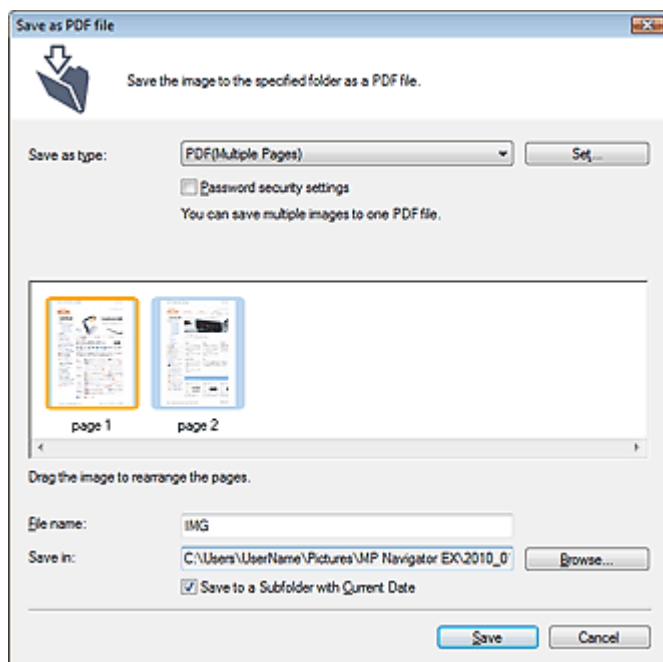 Save as PDF file
Save the image to the specified folder as a PDF file.
Save as type: PDF(Multiple Pages) Set...
Password security settings
You can save multiple images to one PDF file.
page 1 page 2
Drag the image to rearrange the pages.
File name: IMG
Save in: C:\Users\UserName\Pictures\MP Navigator EX\2010_0 Browse...
Save to a Subfolder with Current Date
Save Cancel